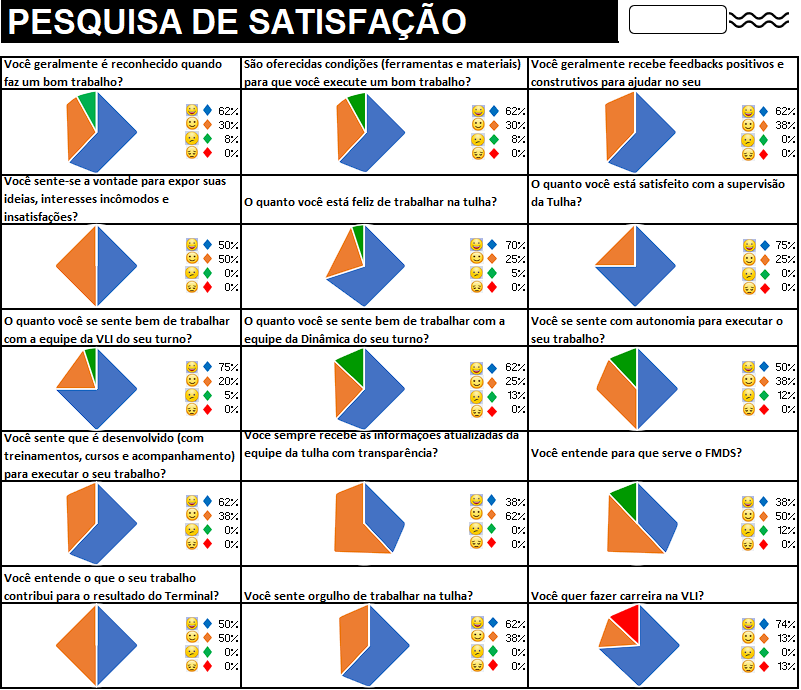 PESQUISA DE SATISFAÇÃO
Você geralmente é reconhecido quando
faz um bom trabalho?
62%
30%
8%
0%
São oferecidas condições (ferramentas e materiais)
para que você execute um bom trabalho?
62%
30%
8%
0%
Você geralmente recebe feedbacks positivos e
construtivos para ajudar no seu
62%
38%
0%
0%
Você sente-se a vontade para expor suas
ideias, interesses incômodos e
insatisfações?
50%
50%
0%
0%
O quanto você está feliz de trabalhar na tulha?
70%
25%
5%
0%
O quanto você está satisfeito com a supervisão
da Tulha?
75%
25%
0%
0%
O quanto você se sente bem de trabalhar
com a equipe da VLI do seu turno?
75%
20%
5%
0%
O quanto você se sente bem de trabalhar com a
equipe da Dinâmica do seu turno?
62%
25%
13%
0%
Você se sente com autonomia para executar o
seu trabalho?
50%
38%
12%
0%
Você sente que é desenvolvido (com
treinamentos, cursos e acompanhamento)
para executar o seu trabalho?
62%
38%
0%
0%
Você sempre recebe as informações atualizadas da
equipe da tulha com transparência?
38%
62%
0%
0%
Você entende para que serve o FMDS?
38%
50%
12%
0%
Você entende o que o seu trabalho
contribui para o resultado do Terminal?
50%
50%
0%
0%
Você sente orgulho de trabalhar na tulha?
62%
38%
0%
0%
Você quer fazer carreira na VLI?
74%
13%
0%
13%